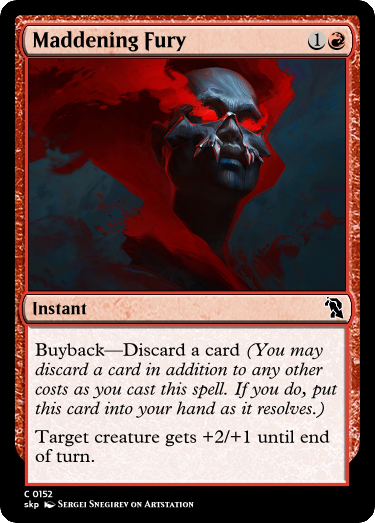 Maddening Fury 1
Instant
Buyback—Discard a card (You may
discard a card in addition to any other
costs as you cast this spell. If you do, put
this card into your hand as it resolves.)
Target creature gets +2/+1 until end
of turn.
C 0152
skp Sergei Snegirev on Artstation